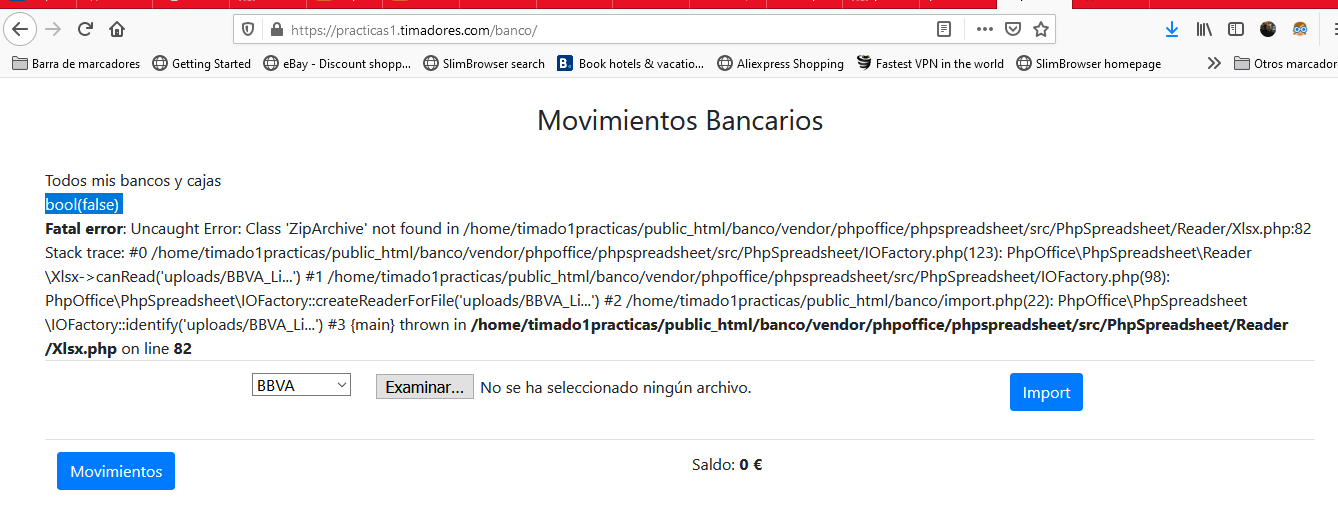 https://practicas1.timadores.com/banco/
Barra de marcadores Getting Started eBay - Discount shopp... SlimBrowser search B. Book hotels & vacatio... Aliexpress Shopping Fastest VPN in the world SlimBrowser homepage Otros marcador
Movimientos Bancarios
Todos mis bancos y cajas
bool(false)
Fatal error: Uncaught Error: Class 'ZipArchive' not found in /home/timado1practicas/public_html/banco/vendor/phpoffice/phpspreadsheet/src/PhpSpreadsheet/Reader/Xlsx.php:82
Stack trace: #0 /home/timado1practicas/public_html/banco/vendor/phpoffice/phpspreadsheet/src/PhpSpreadsheet/IOFactory.php(123): PhpOffice\PhpSpreadsheet\Reader
\Xlsx->canRead('uploads/BBVA_Li...') #1 /home/timado1practicas/public_html/banco/vendor/phpoffice/phpspreadsheet/src/PhpSpreadsheet/IOFactory.php(98):
PhpOffice\PhpSpreadsheet\IOFactory::createReaderForFile('uploads/BBVA_Li...') #2 /home/timado1practicas/public_html/banco/import.php(22): PhpOffice\PhpSpreadsheet
\IOFactory::identify('uploads/BBVA_Li...') #3 {main} thrown in /home/timado1practicas/public_html/banco/vendor/phpoffice/phpspreadsheet/src/PhpSpreadsheet/Reader
/Xlsx.php on line 82
BBVA Examinar... No se ha seleccionado ningún archivo. Import
Movimientos Saldo: 0 €